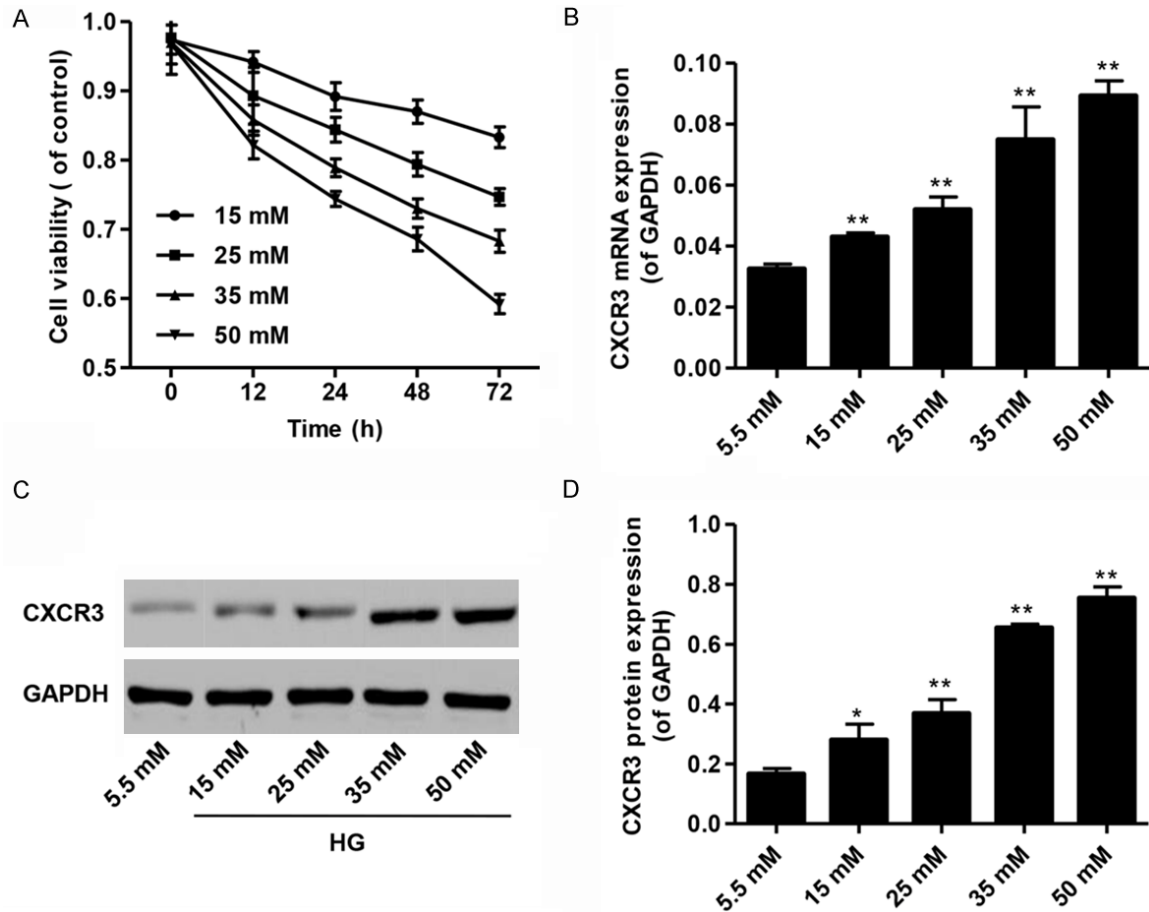 A
Cell viability ( of control)
1.0
0.9
0.8
0.7
0.6
0.5
15 mM
25 mM
35 mM
50 mM
0 12 24 48 72
Time (h)
B
CXCR3 mRNA expression
(of GAPDH)
0.10
0.08
0.06
0.04
0.02
0.00
**
**
**
**
5.5 mM
15 mM
25 mM
35 mM
50 mM
C
CXCR3
GAPDH
5.5 mM
15 mM
25 mM
35 mM
50 mM
HG
D
CXCR3 protein expression
(of GAPDH)
1.0
0.8
0.6
0.4
0.2
0.0
*
**
**
**
5.5 mM
15 mM
25 mM
35 mM
50 mM